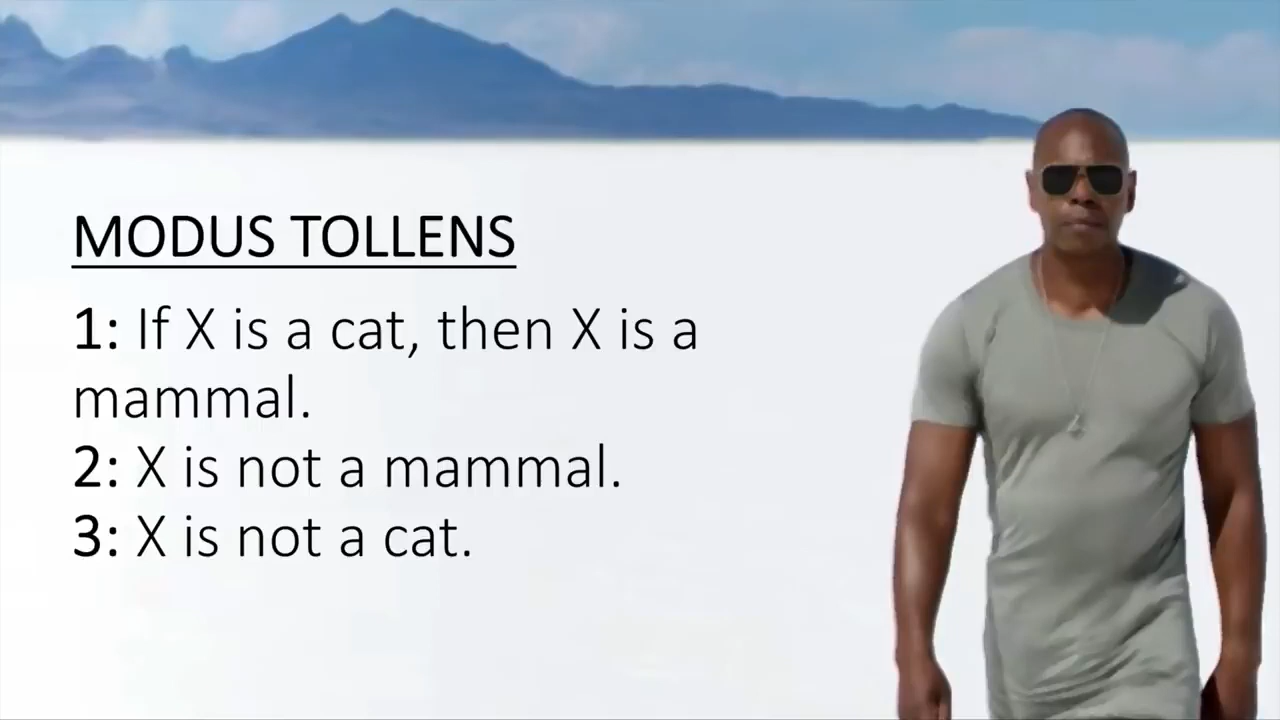 MODUS TOLLENS
1: If X is a cat, then X is a
mammal.
2: X is not a mammal.
3: X is not a cat.